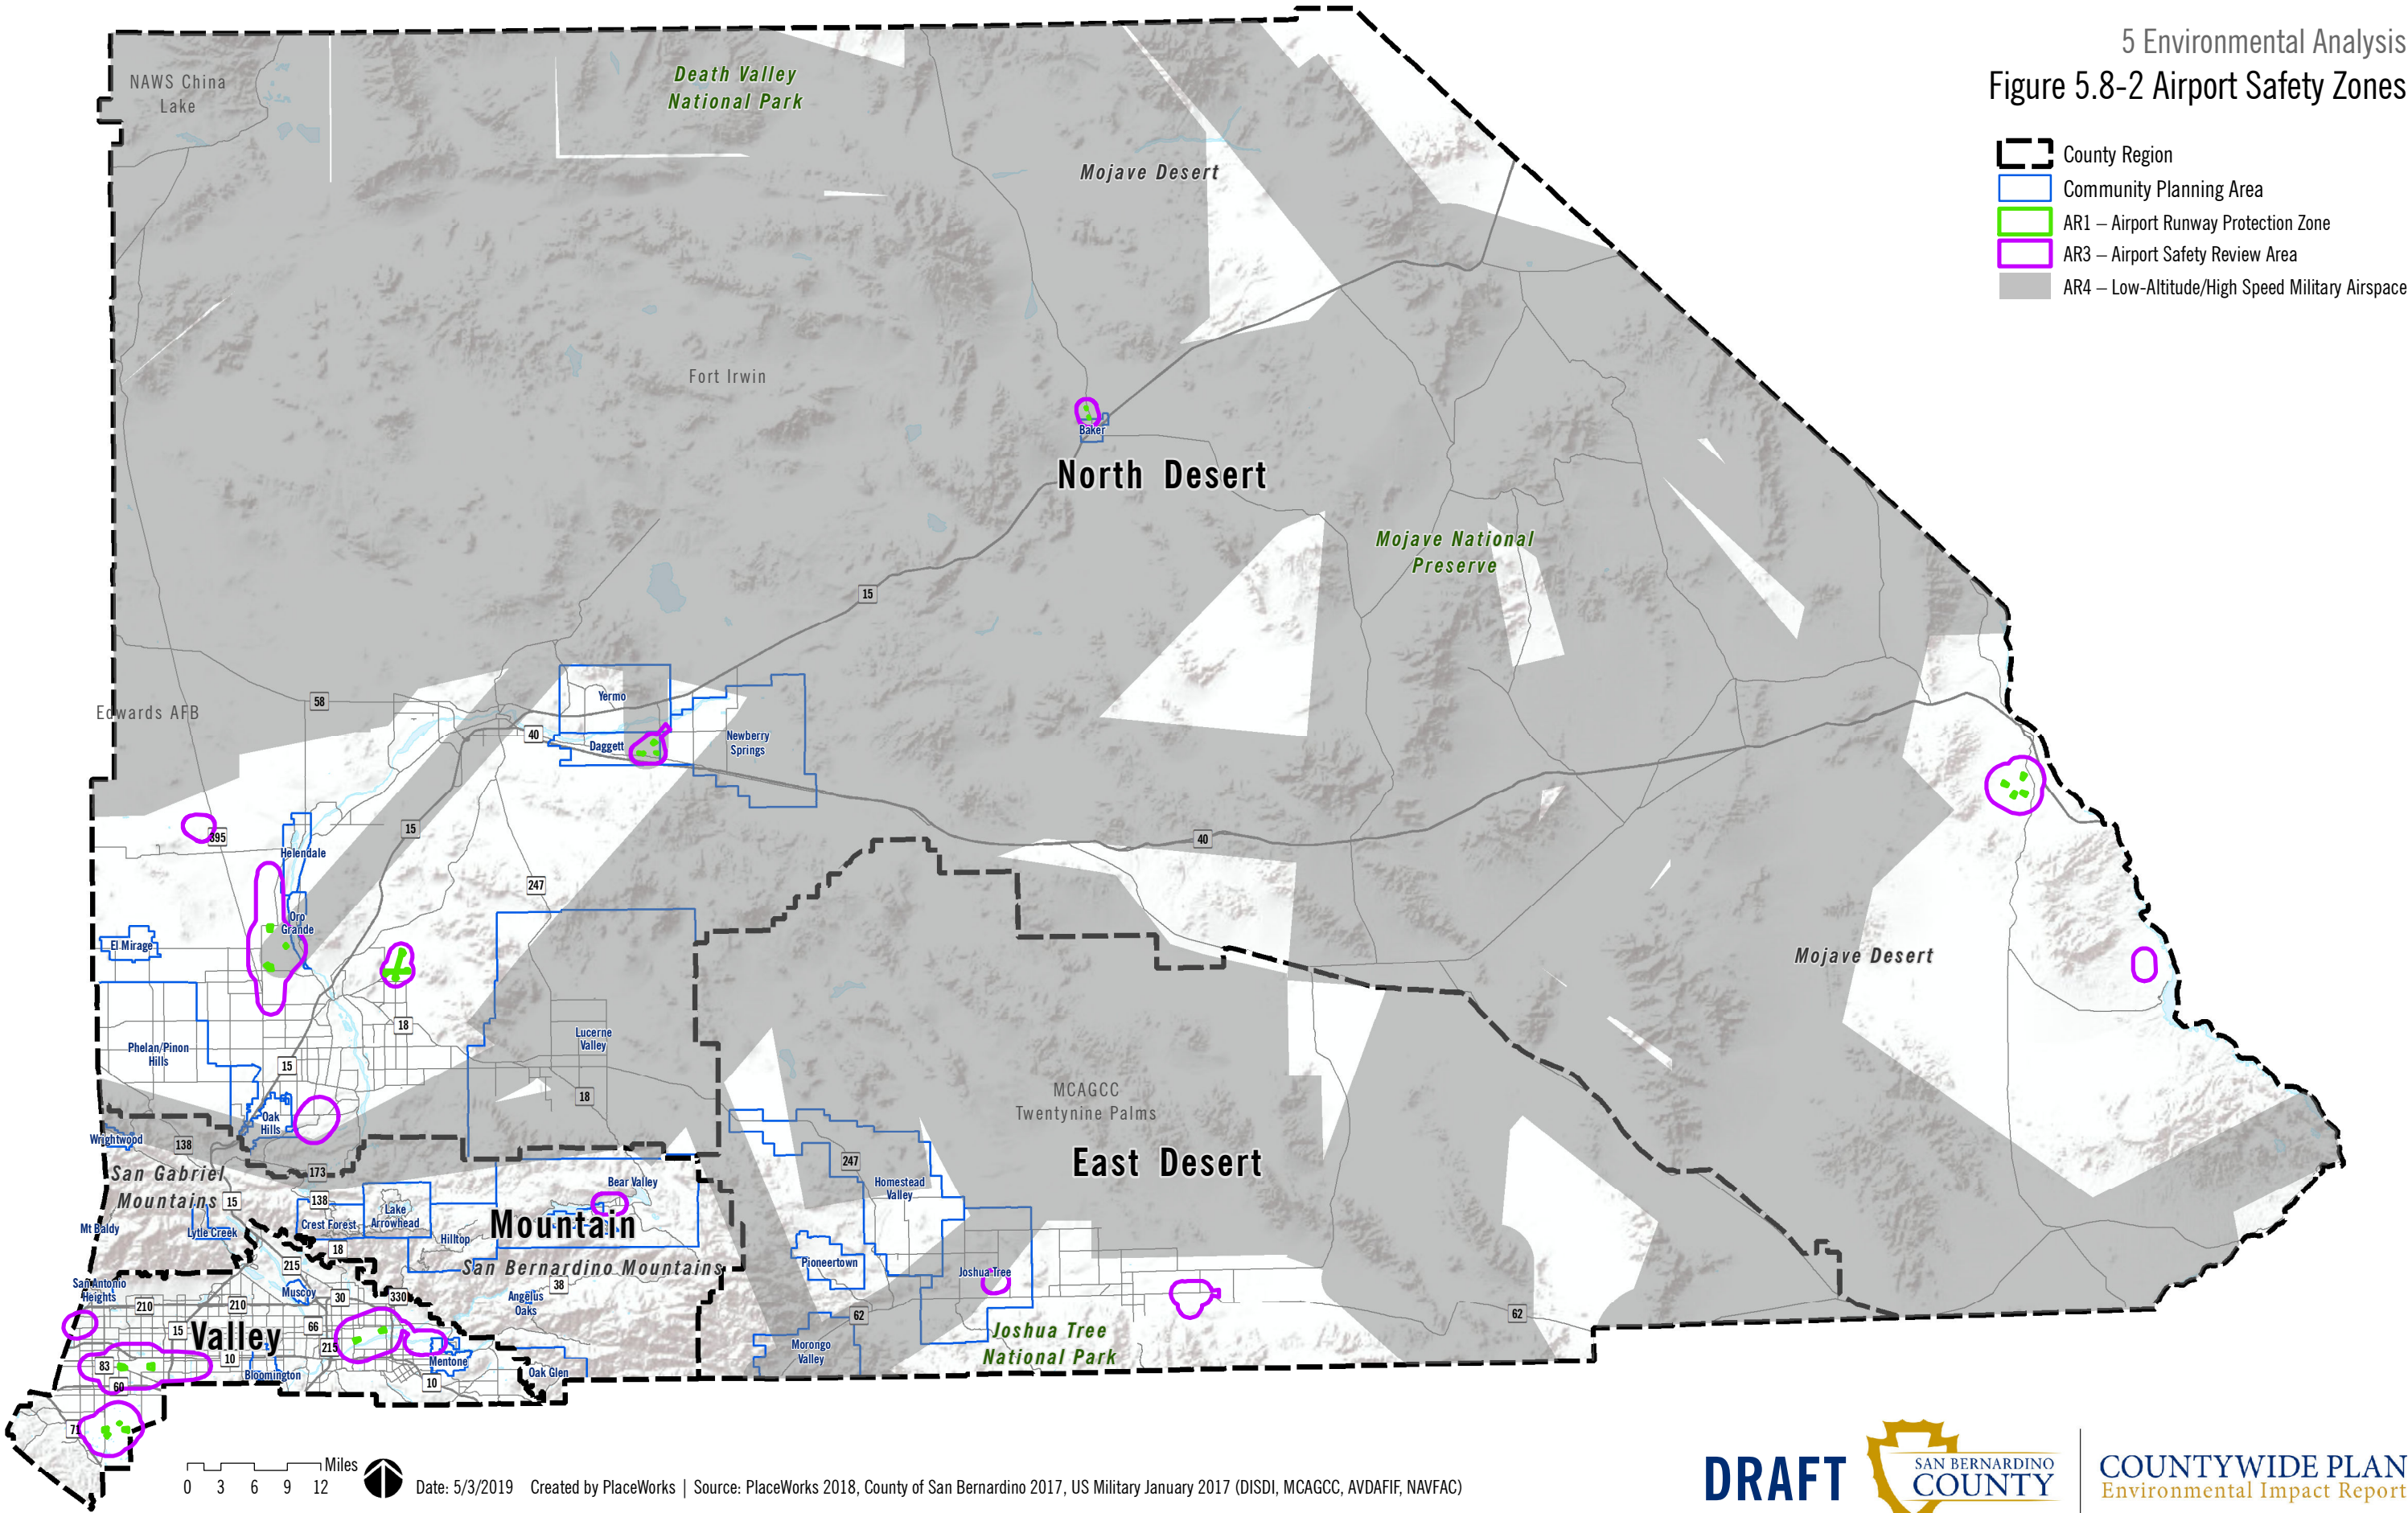 5 Environmental Analysis
Figure 5.8-2 Airport Safety Zones
County Region
Community Planning Area
AR1 – Airport Runway Protection Zone
AR3 – Airport Safety Review Area
AR4 – Low-Altitude/High Speed Military Airspace
NAWS China
Lake
Death Valley
National Park
Mojave Desert
Fort Irwin
Baker
North Desert
Mojave National
Preserve
15
Yermo
58
Edwards AFB
40
Daggett
Newberry
Springs
15
395
40
Helendale
247
Oro
Grande
El Mirage
Mojave Desert
18
Lucerne
Valley
Phelan/Pinon
Hills
15
18
MCAGCC
Twentynine Palms
Oak
Hills
Wrightwood
138
East Desert
247
San Gabriel
Mountains
173
Bear Valley
Homestead
Valley
15
138
Lake
Arrowhead
Crest Forest
Mountain
Mt Baldy
Lytle Creek
Hilltop
18
Pioneertown
215
San Bernardino Mountains
Joshua Tree
San Antonio
Heights
Muscoy
38
210
210
30
330
Angelus
Oaks
62
62
15
Valley
66
Joshua Tree
National Park
215
Morongo
Valley
83
10
Mentone
Bloomington
Oak Glen
60
10
71
Miles
0 3 6 9 12
Date: 5/3/2019 Created by PlaceWorks | Source: PlaceWorks 2018, County of San Bernardino 2017, US Military January 2017 (DISDI, MCAGCC, AVDAFIF, NAVFAC)
DRAFT
SAN BERNARDINO
COUNTY
COUNTYWIDE PLAN
Environmental Impact Report